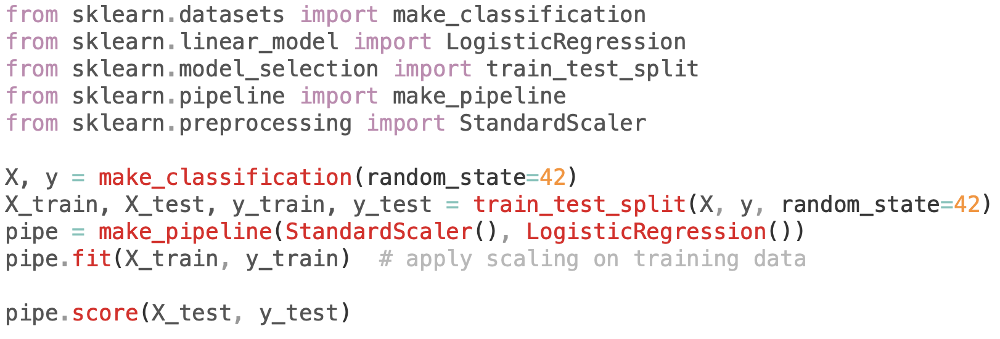 from sklearn.datasets import make_classification
from sklearn.linear_model import LogisticRegression
from sklearn.model_selection import train_test_split
from sklearn.pipeline import make_pipeline
from sklearn.preprocessing import StandardScaler

X, y = make_classification(random_state=42)
X_train, X_test, y_train, y_test = train_test_split(X, y, random_state=42)
pipe = make_pipeline(StandardScaler(), LogisticRegression())
pipe.fit(X_train, y_train)  # apply scaling on training data

pipe.score(X_test, y_test)